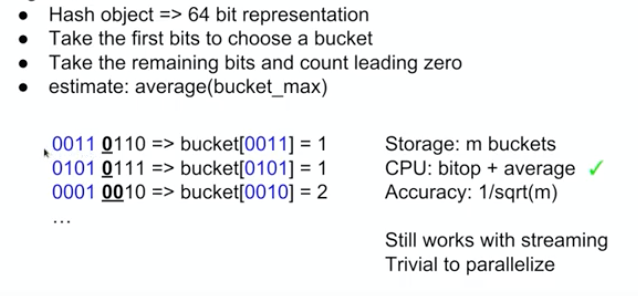 Hash object => 64 bit representation
Take the first bits to choose a bucket
Take the remaining bits and count leading zero
estimate: average(bucket_max)
0011 0110 => bucket[0011] = 1
0101 0111 => bucket[0101] = 1
0001 0010 => bucket[0010] = 2
...
Storage: m buckets
CPU: bitop + average ✓
Accuracy: 1/sqrt(m)
Still works with streaming
Trivial to parallelize